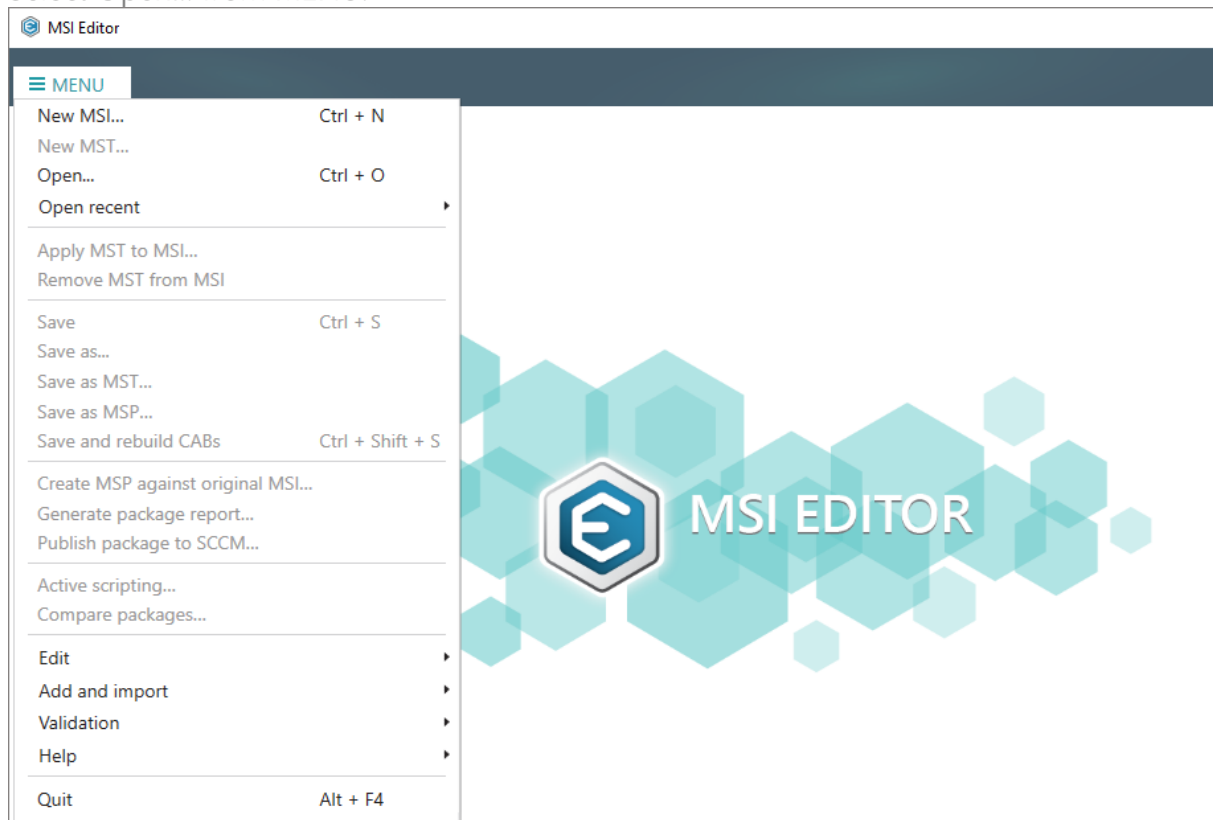 MSI Editor
MENU
New MSI... Ctrl + N
New MST...
Open... Ctrl + O
Open recent
Apply MST to MSI...
Remove MST from MSI
Save Ctrl + S
Save as...
Save as MST...
Save as MSP...
Save and rebuild CABs Ctrl + Shift + S
Create MSP against original MSI...
Generate package report...
Publish package to SCCM...
Active scripting...
Compare packages...
Edit
Add and import
Validation
Help
Quit Alt + F4
MSI EDITOR